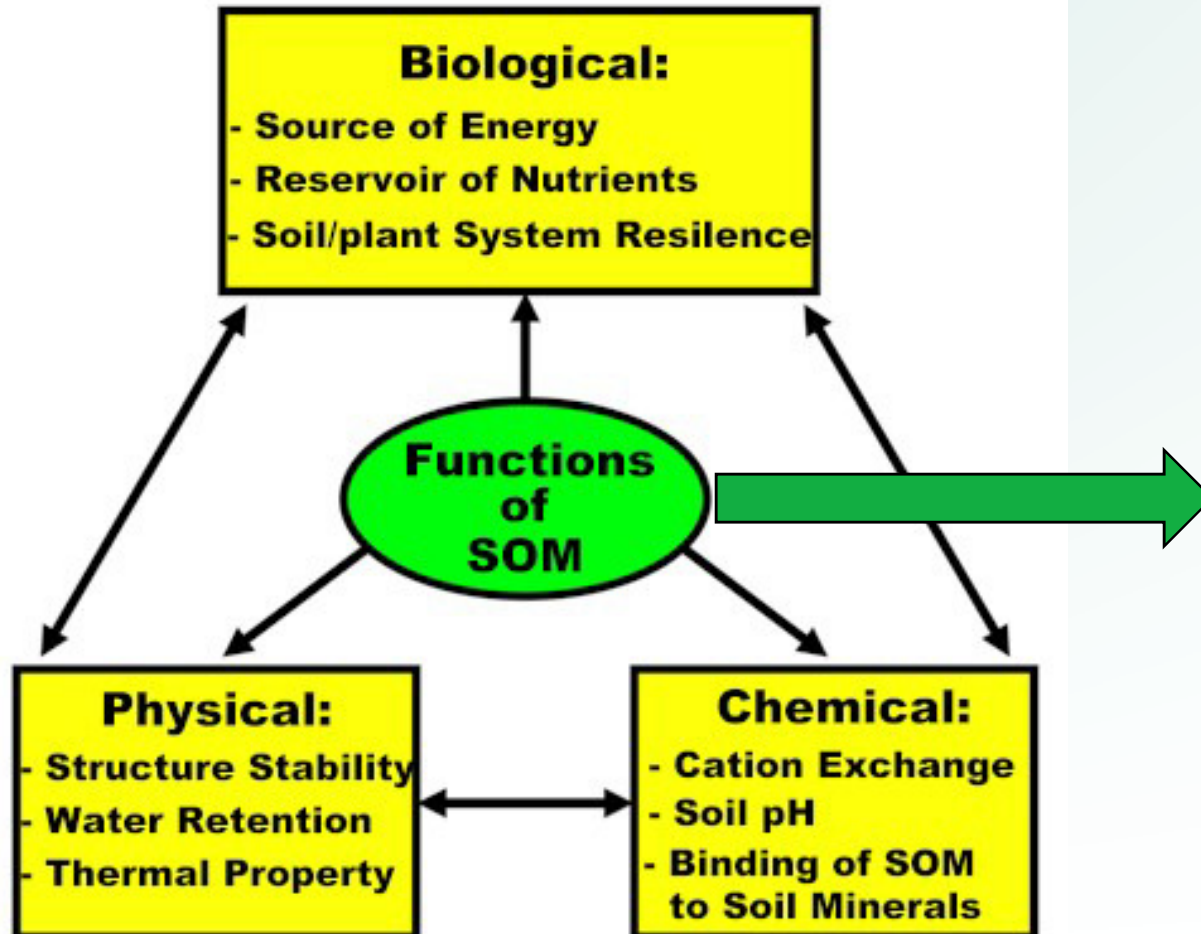 Biological:
- Source of Energy
- Reservoir of Nutrients
- Soil/plant System Resilence
Functions
of
SOM
Physical:
- Structure Stability
- Water Retention
- Thermal Property
Chemical:
- Cation Exchange
- Soil pH
- Binding of SOM
to Soil Minerals